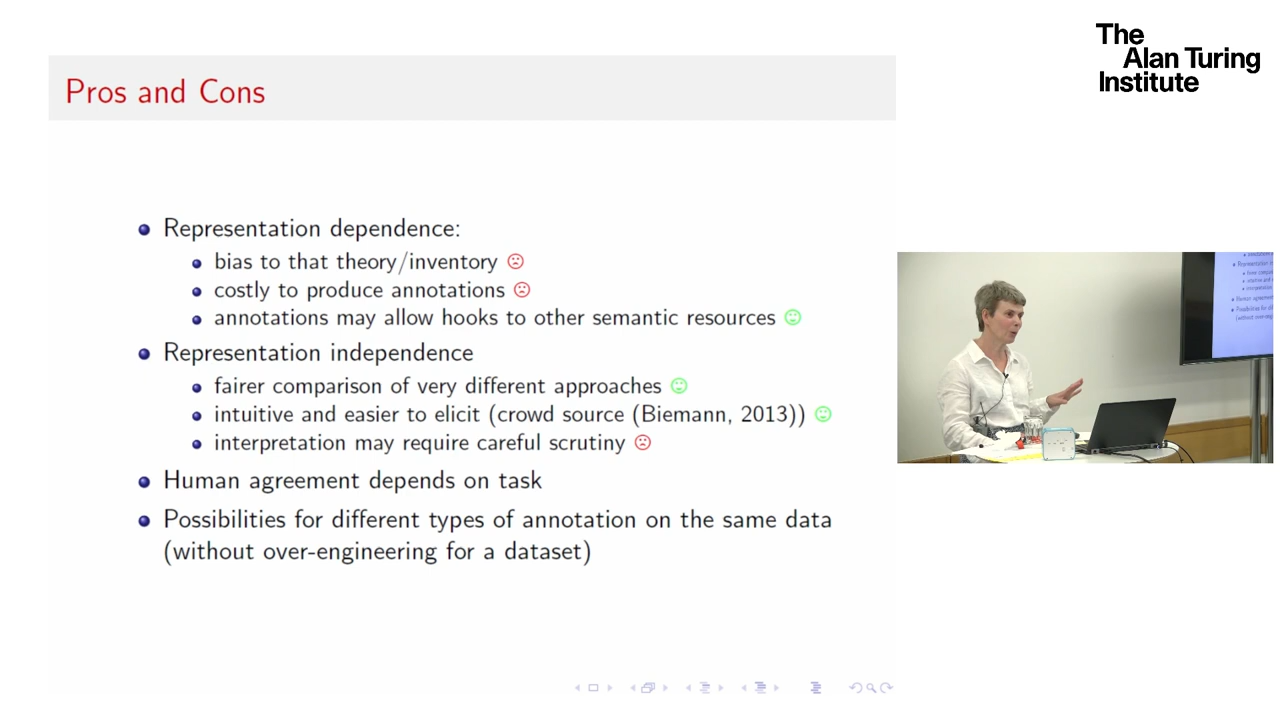 The
Alan Turing
Institute
Pros and Cons
Representation dependence:
bias to that theory/inventory
costly to produce annotations
annotations may allow hooks to other semantic resources
Representation independence
fairer comparison of very different approaches
intuitive and easier to elicit (crowd source (Biemann, 2013))
interpretation may require careful scrutiny
Human agreement depends on task
Possibilities for different types of annotation on the same data
(without over-engineering for a dataset)